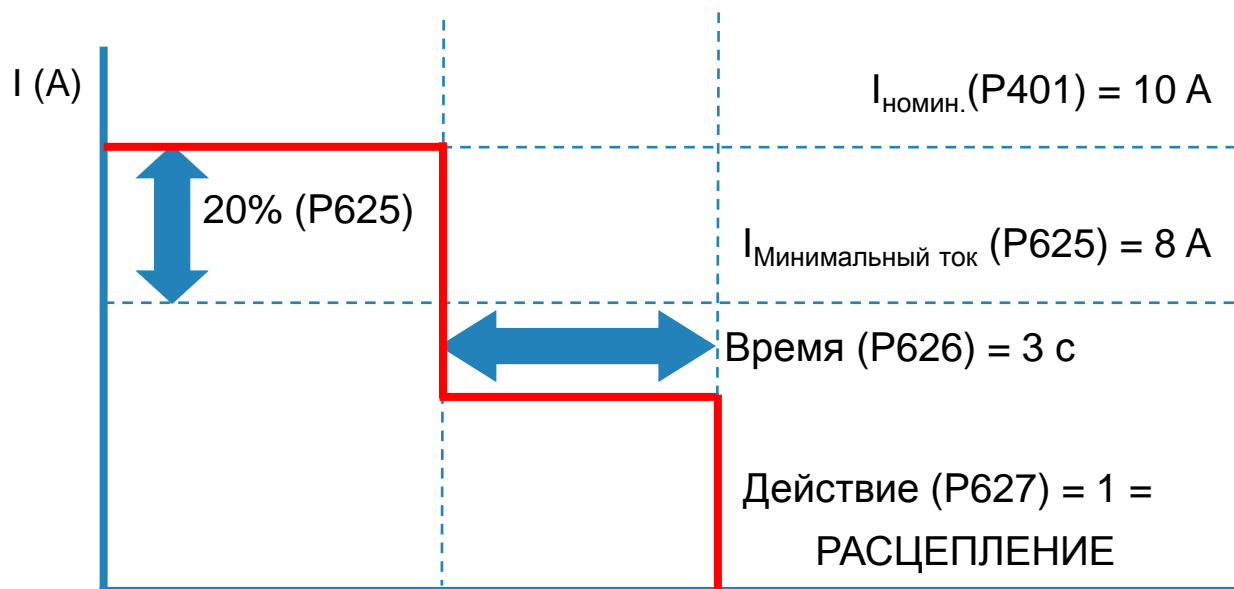 I (A)
Iномин.(P401) = 10 A
20% (P625)
IМинимальный ток (P625) = 8 A
Время (P626) = 3 с
Действие (P627) = 1 =
РАСЦЕПЛЕНИЕ